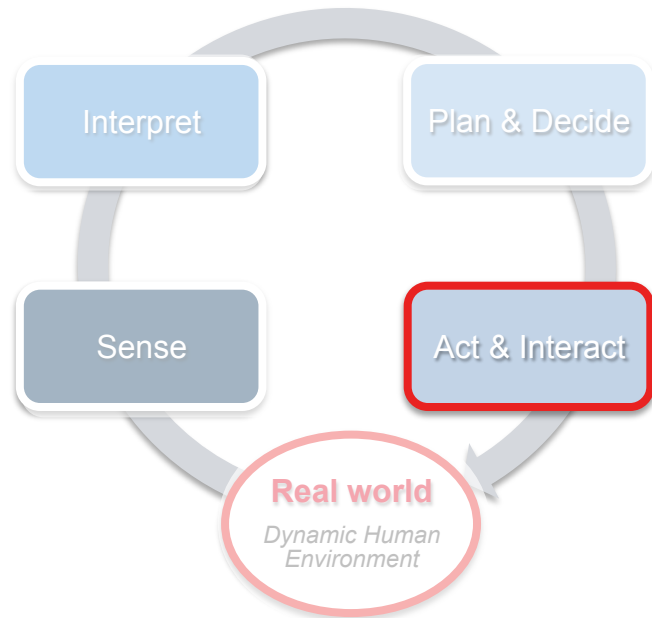 Interpret
Plan & Decide
Sense
Act & Interact
Real world
Dynamic Human
Environment